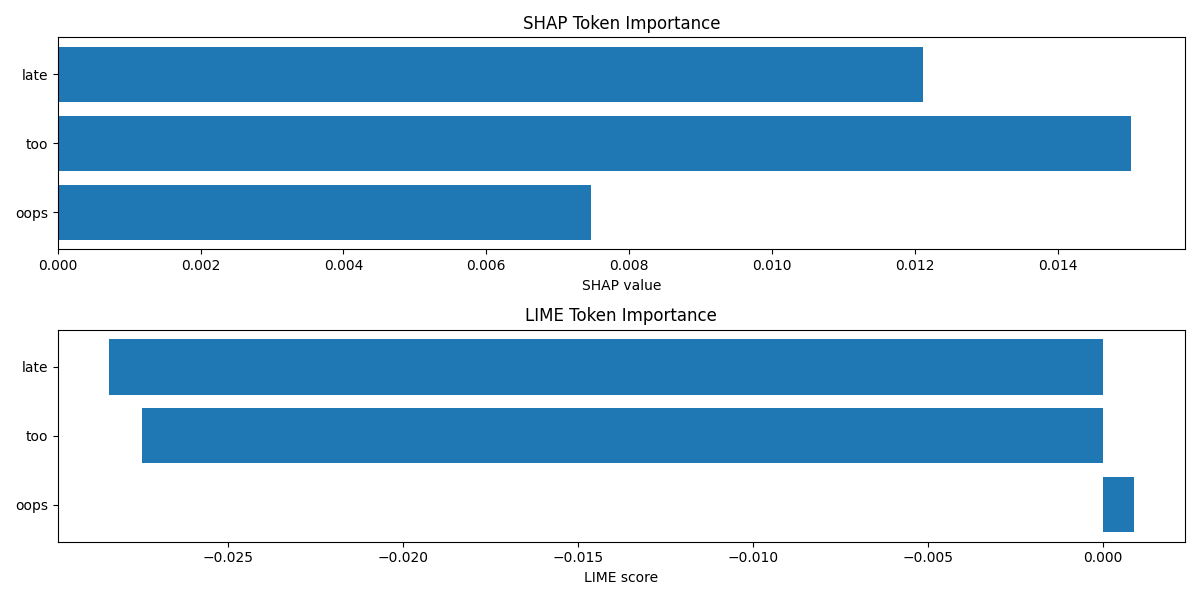 SHAP Token Importance
late
too
oops
0.000 0.002 0.004 0.006 0.008 0.010 0.012 0.014
SHAP value
LIME Token Importance
late
too
oops
−0.025 −0.020 −0.015 −0.010 −0.005 0.000
LIME score